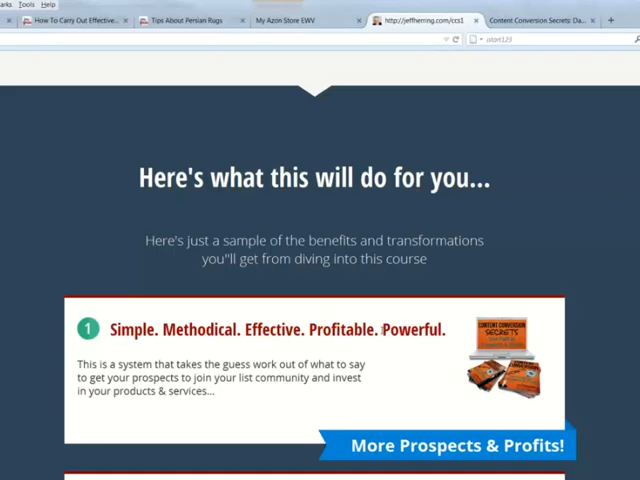 arks Tools Help
How To Carry Out Effective... × Tips About Persian Rugs × My Azon Store EWV × http://jeffherring.com/ccs1 × Content Conversion Secrets: Da... × +
istart123
Here's what this will do for you...
Here's just a sample of the benefits and transformations
you"ll get from diving into this course
1 Simple. Methodical. Effective. Profitable. Powerful.
CONTENT CONVERSION
SECRETS
This is a system that takes the guess work out of what to say
to get your prospects to join your list community and invest
in your products & services...
More Prospects & Profits!